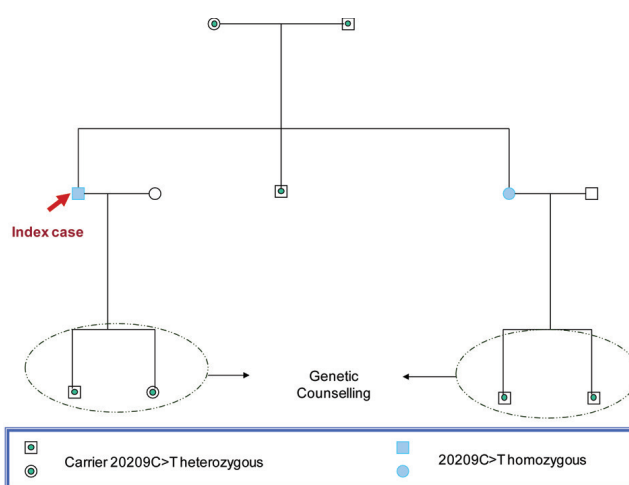 Index case
Genetic
Counselling
Carrier 20209C>T heterozygous
20209C>T homozygous